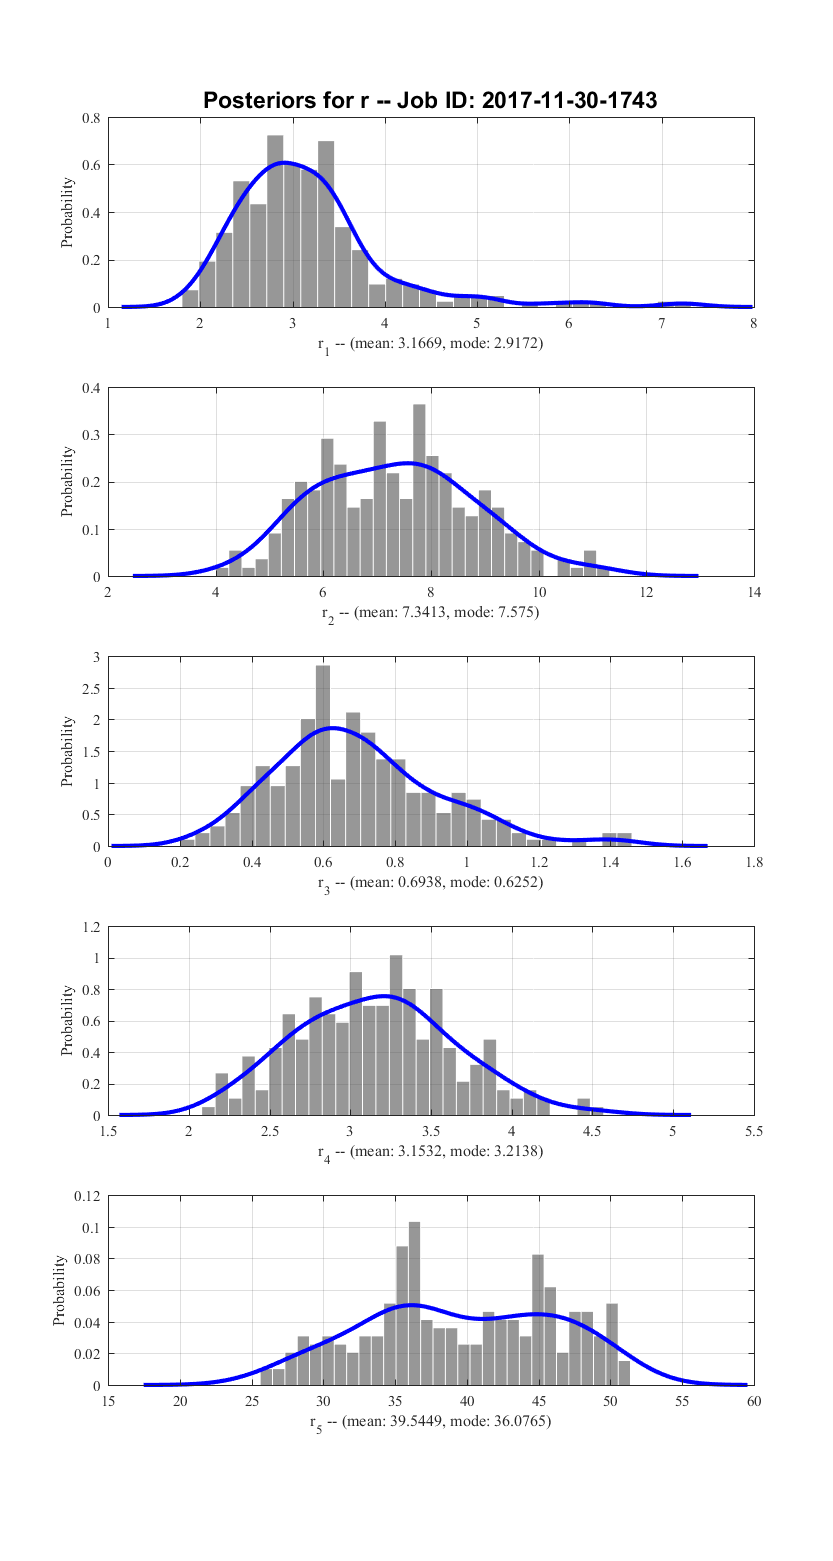 Posteriors for r -- Job ID: 2017-11-30-1743
0.8
0.6
0.4
0.2
0
Probability
1 2 3 4 5 6 7 8
r1 -- (mean: 3.1669, mode: 2.9172)
0.4
0.3
0.2
0.1
0
Probability
2 4 6 8 10 12 14
r2 -- (mean: 7.3413, mode: 7.575)
3
2.5
2
1.5
1
0.5
0
Probability
0 0.2 0.4 0.6 0.8 1 1.2 1.4 1.6 1.8
r3 -- (mean: 0.6938, mode: 0.6252)
1.2
1
0.8
0.6
0.4
0.2
0
Probability
1.5 2 2.5 3 3.5 4 4.5 5 5.5
r4 -- (mean: 3.1532, mode: 3.2138)
0.12
0.1
0.08
0.06
0.04
0.02
0
Probability
15 20 25 30 35 40 45 50 55 60
r5 -- (mean: 39.5449, mode: 36.0765)